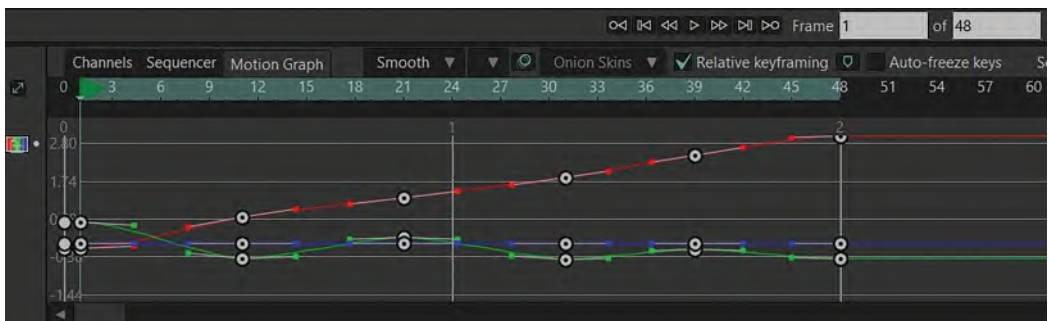 Frame 1 of 48
Channels Sequencer Motion Graph Smooth Onion Skins Relative keyframing Auto-freeze keys
0 3 6 9 12 15 18 21 24 27 30 33 36 39 42 45 48 51 54 57 60
0 1 2
2.80
1.74
-0.38
-1.44